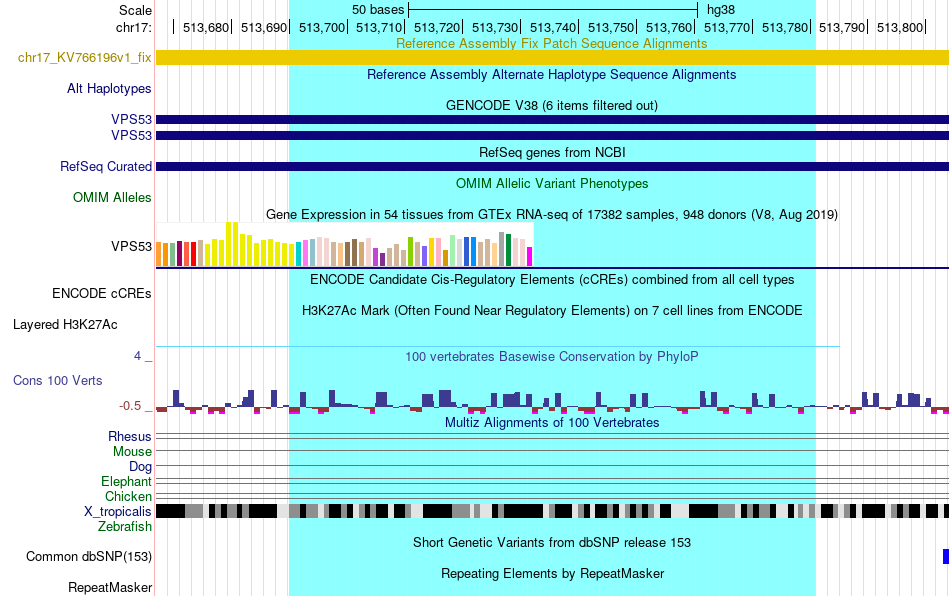 Scale 50 bases hg38
chr17: 513,680 513,690 513,700 513,710 513,720 513,730 513,740 513,750 513,760 513,770 513,780 513,790 513,800
Reference Assembly Fix Patch Sequence Alignments
chr17_KV766196v1_fix
Reference Assembly Alternate Haplotype Sequence Alignments
Alt Haplotypes
GENCODE V38 (6 items filtered out)
VPS53
VPS53
RefSeq genes from NCBI
RefSeq Curated
OMIM Allelic Variant Phenotypes
OMIM Alleles
Gene Expression in 54 tissues from GTEx RNA-seq of 17382 samples, 948 donors (V8, Aug 2019)
VPS53
ENCODE Candidate Cis-Regulatory Elements (cCREs) combined from all cell types
ENCODE cCREs
H3K27Ac Mark (Often Found Near Regulatory Elements) on 7 cell lines from ENCODE
Layered H3K27Ac
100 vertebrates Basewise Conservation by PhyloP
4 _
Cons 100 Verts
-0.5 _
Multiz Alignments of 100 Vertebrates
Rhesus
Mouse
Dog
Elephant
Chicken
X_tropicalis
Zebrafish
Short Genetic Variants from dbSNP release 153
Common dbSNP(153)
Repeating Elements by RepeatMasker
RepeatMasker